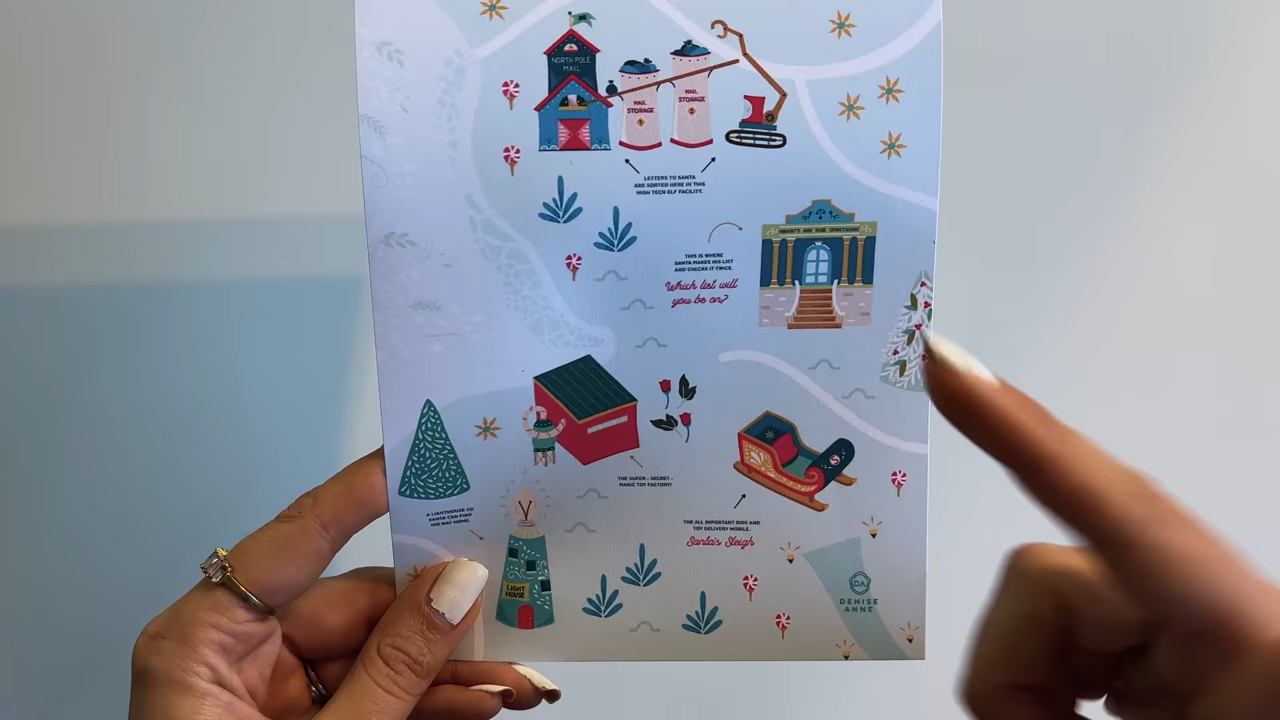 NORTH POLE
MAIL
MAIL
STORAGE
1
MAIL
STORAGE
2
LETTERS TO SANTA
ARE SORTED HERE IN THIS
HIGH TECH ELF FACILITY.
NAUGHTY AND NICE COUNTHOUSE
THIS IS WHERE
SANTA MAKES HIS LIST
AND CHECKS IT TWICE.
Which list will
you be on?
THE SUPER - SECRET -
MAGIC TOY FACTORY!
A LIGHTHOUSE SO
SANTA CAN FIND
HIS WAY HOME.
LIGHT
HOUSE
THE ALL IMPORTANT RIDE AND
TOY DELIVERY MOBILE.
Santa's Sleigh
S
DA
DENISE
ANNE